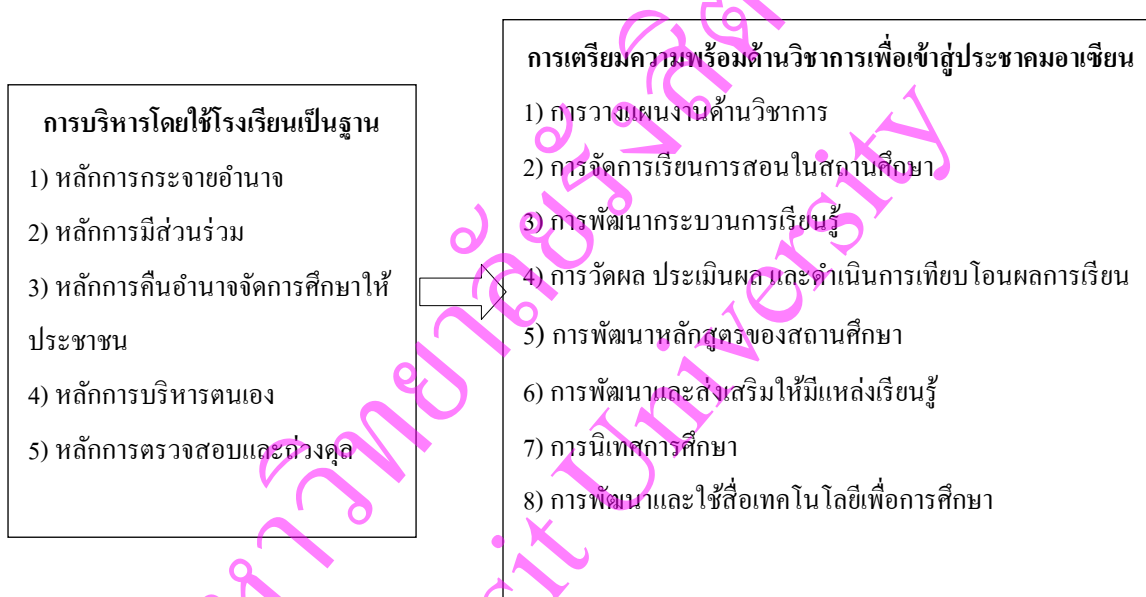 การบริหารโดยใช้โรงเรียนเป็นฐาน
1) หลักการกระจายอำนาจ
2) หลักการมีส่วนร่วม
3) หลักการคืนอำนาจจัดการศึกษาให้
ประชาชน
4) หลักการบริหารตนเอง
5) หลักการตรวจสอบและถ่วงดุล
การเตรียมความพร้อมด้านวิชาการเพื่อเข้าสู่ประชาคมอาเซียน
1) การวางแผนงานด้านวิชาการ
2) การจัดการเรียนการสอนในสถานศึกษา
3) การพัฒนากระบวนการเรียนรู้
4) การวัดผล ประเมินผล และดำเนินการเทียบโอนผลการเรียน
5) การพัฒนาหลักสูตรของสถานศึกษา
6) การพัฒนาและส่งเสริมให้มีแหล่งเรียนรู้
7) การนิเทศการศึกษา
8) การพัฒนาและใช้สื่อเทคโนโลยีเพื่อการศึกษา
University